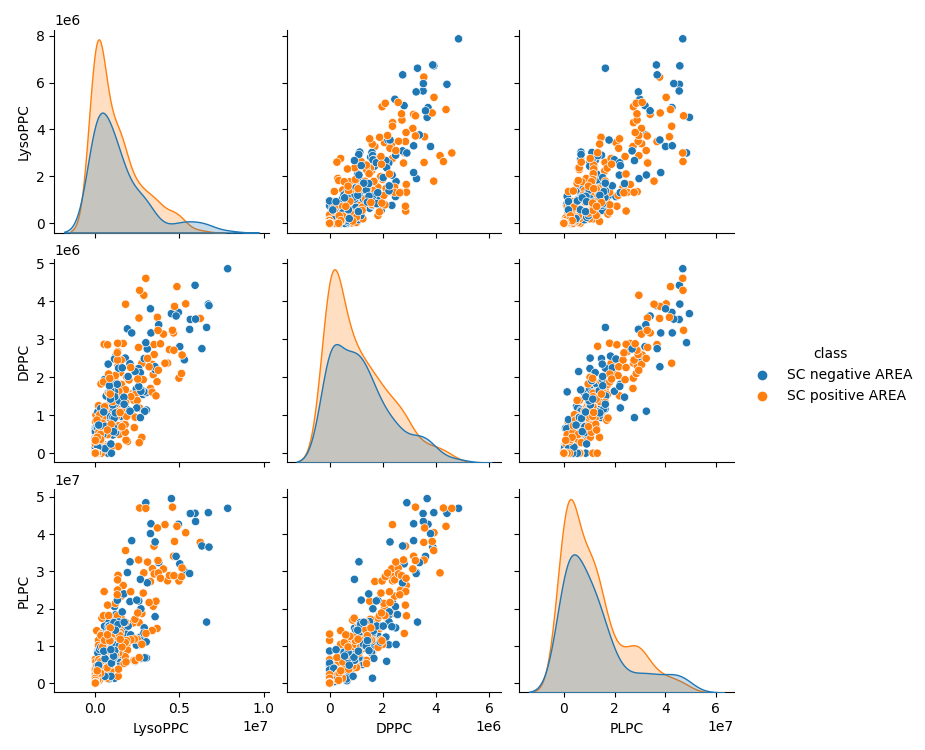 1e6
8
6
4
2
0
LysoPPC
1e6
5
4
3
2
1
0
DPPC
class
SC negative AREA
SC positive AREA
1e7
5
4
3
2
1
0
PLPC
0.0 0.5 1.0
1e7
LysoPPC
0 2 4 6
1e6
DPPC
0 2 4 6
1e7
PLPC